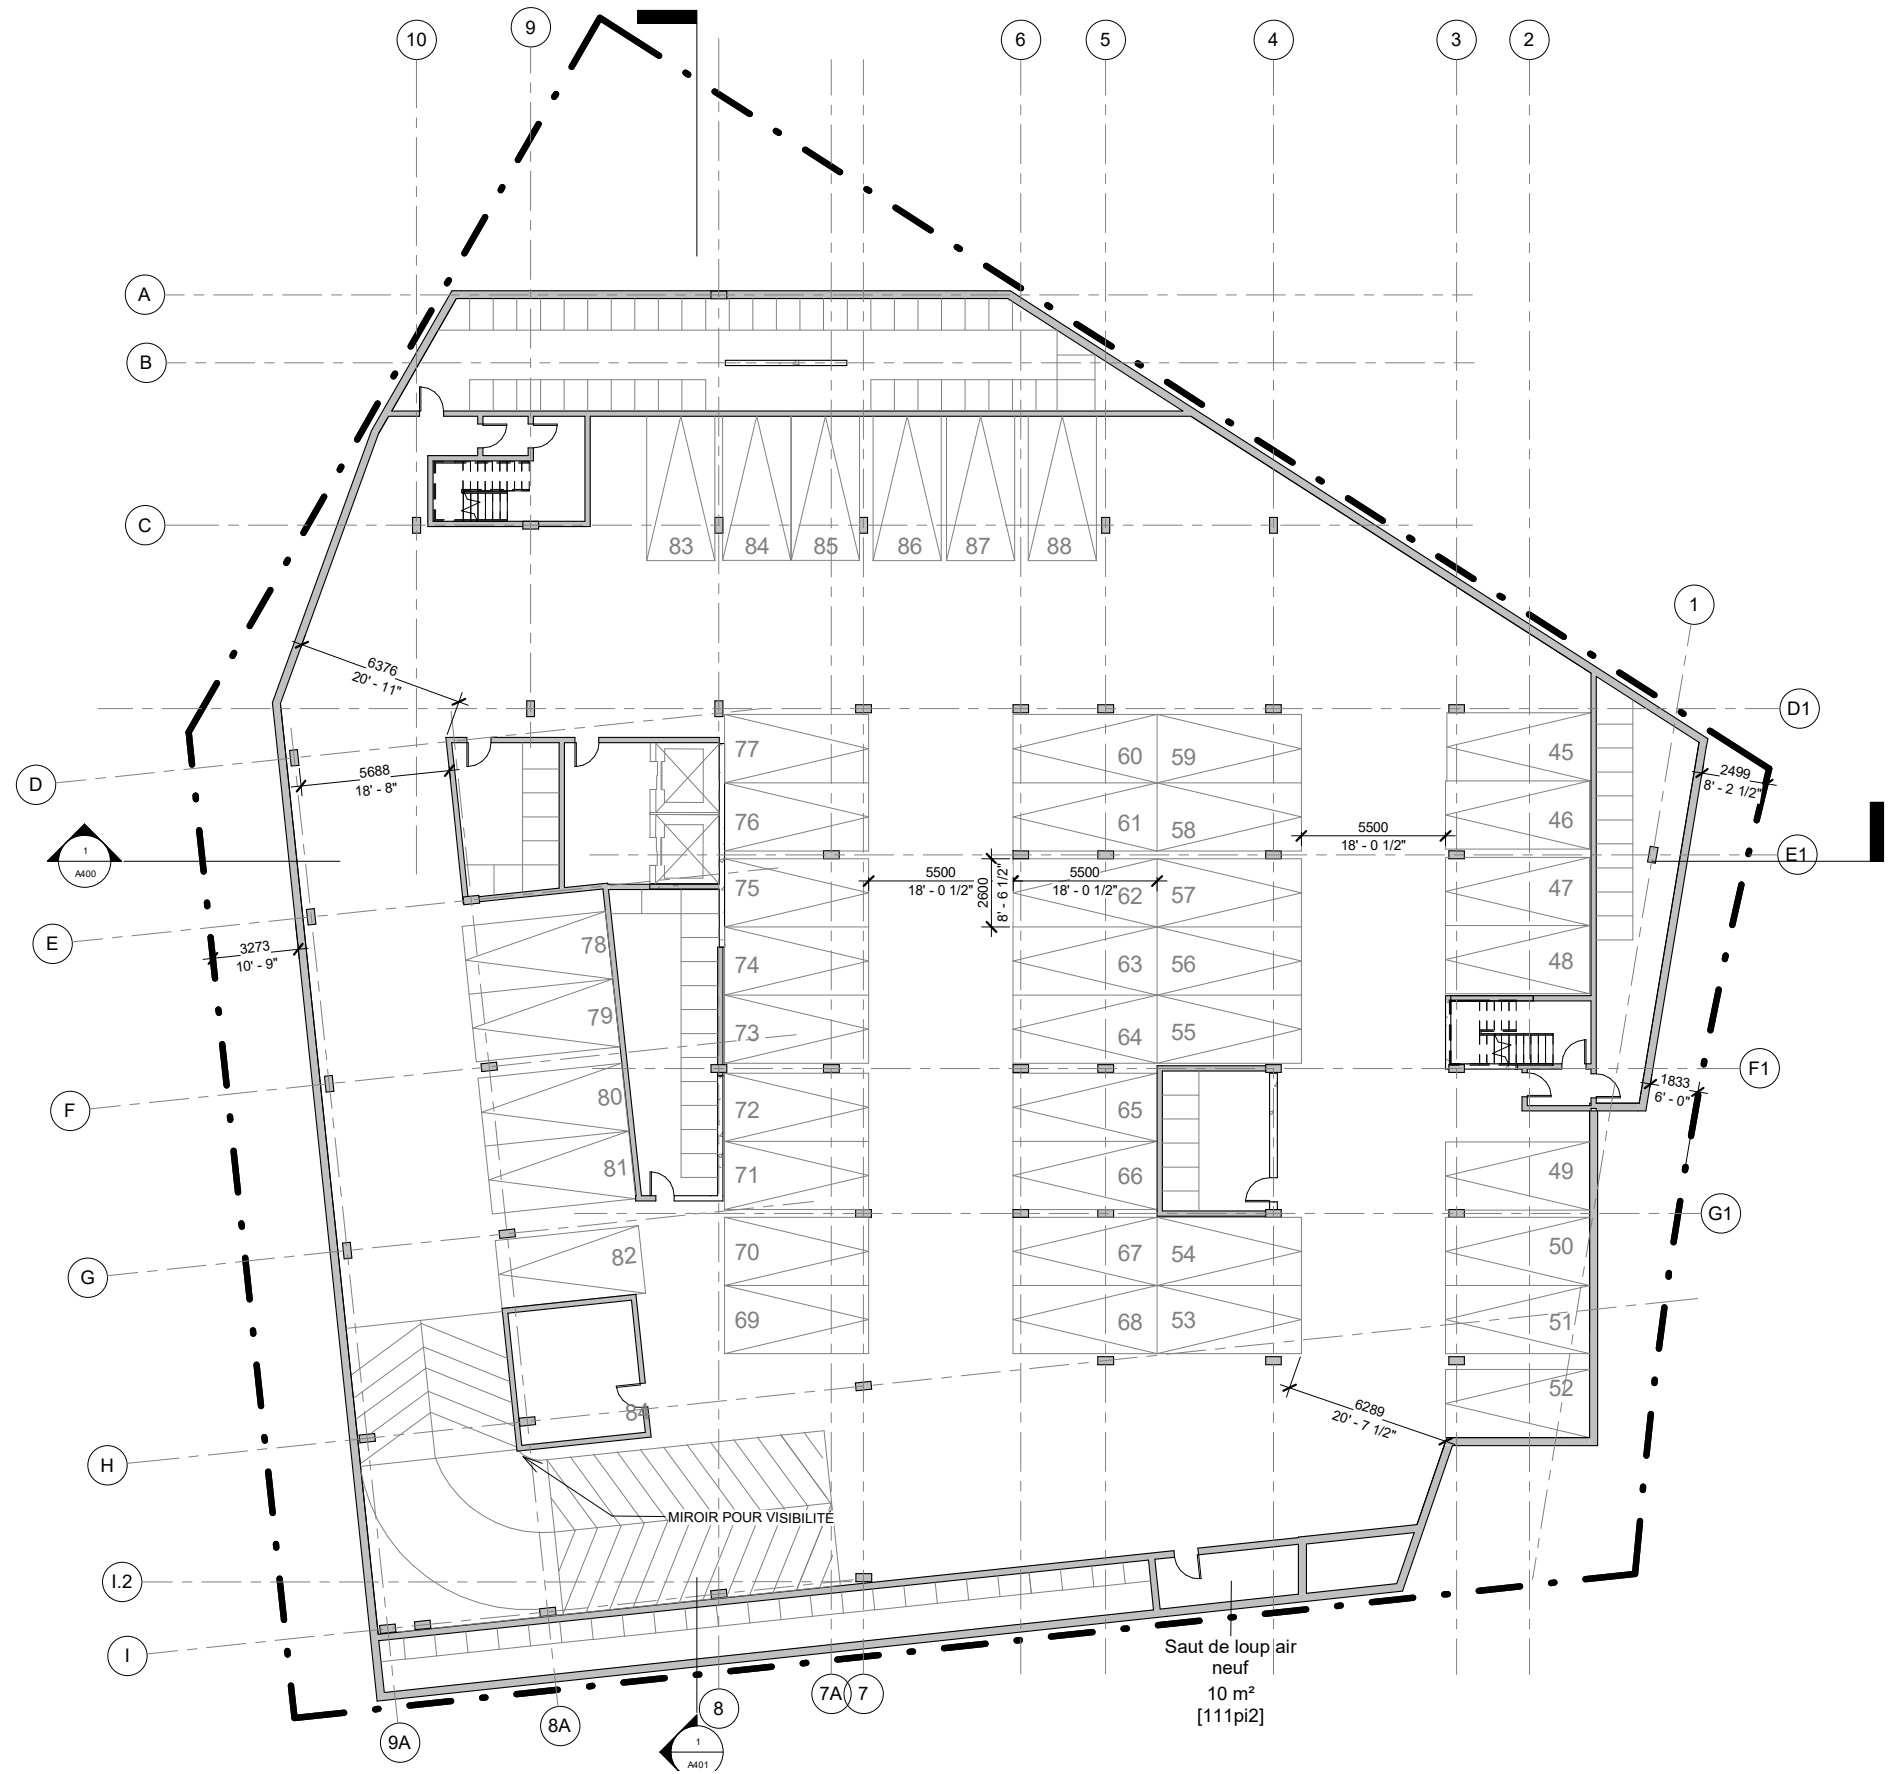 10
9
6
5
4
3
2
A
B
C
83
84
85
86
87
88
1
6376
20' - 11"
D1
77
60
59
45
D
5688
18' - 8"
2499
8' - 2 1/2"
76
61
58
46
5500
18' - 0 1/2"
1
A400
E1
75
5500
18' - 0 1/2"
2600
8' - 6 1/2"
5500
18' - 0 1/2"
62
57
47
E
3273
10' - 9"
78
74
63
56
48
79
73
64
55
F1
F
80
72
65
1833
6' - 0"
81
71
66
49
G1
G
82
70
67
54
50
69
68
53
51
52
84
6289
20' - 7 1/2"
H
MIROIR POUR VISIBILITÉ
I.2
I
Saut de loup air
neuf
10 m²
[111pi2]
9A
8A
8
7A
7
1
A401